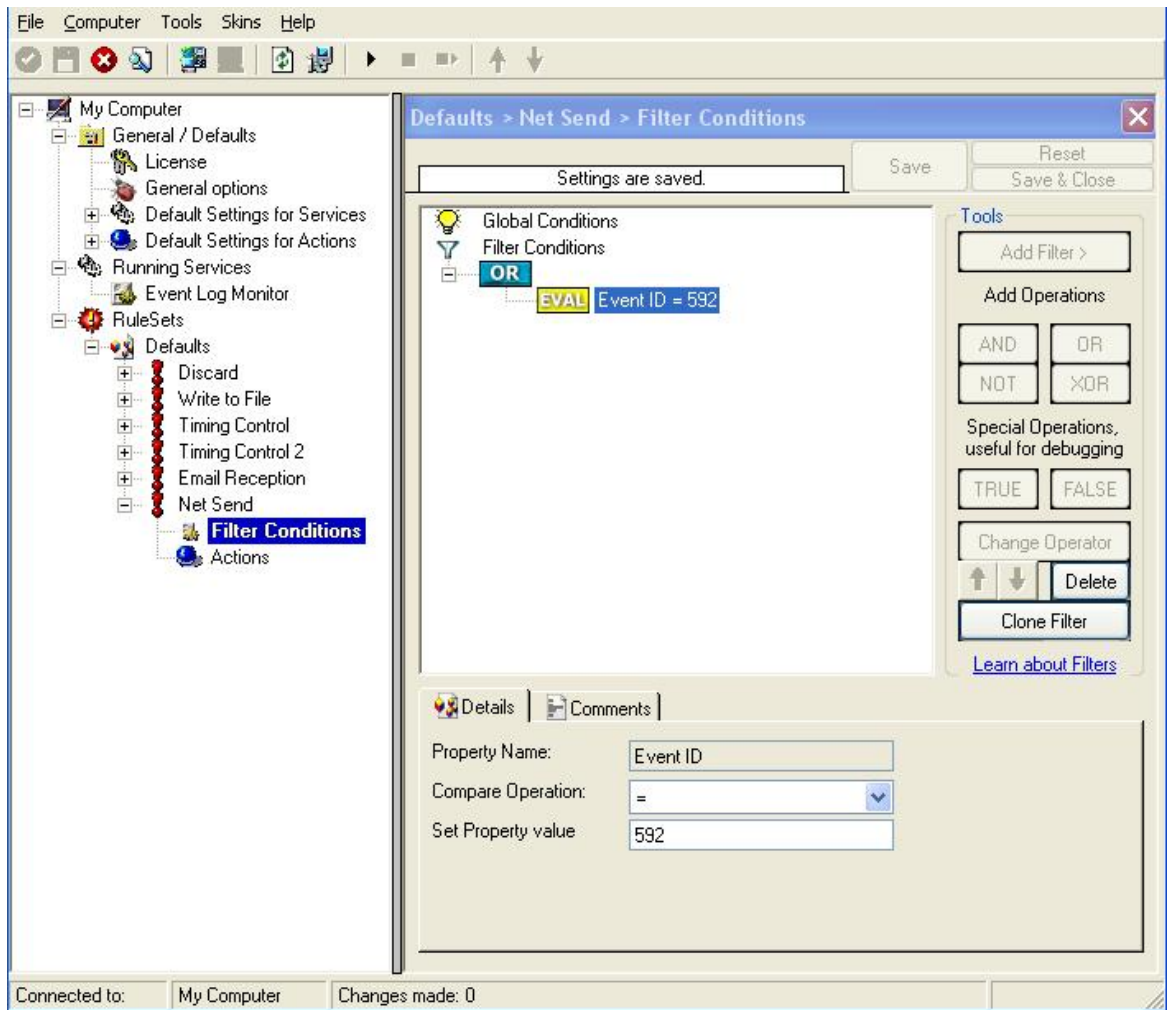 File Computer Tools Skins Help
My Computer
General / Defaults
License
General options
Default Settings for Services
Default Settings for Actions
Running Services
Event Log Monitor
RuleSets
Defaults
Discard
Write to File
Timing Control
Timing Control 2
Email Reception
Net Send
Filter Conditions
Actions
Defaults > Net Send > Filter Conditions
Settings are saved.
Save
Reset
Save & Close
Global Conditions
Filter Conditions
OR
EVAL Event ID = 592
Tools
Add Filter >
Add Operations
AND OR
NOT XOR
Special Operations,
useful for debugging
TRUE FALSE
Change Operator
Delete
Clone Filter
Learn about Filters
Details Comments
Property Name: Event ID
Compare Operation: =
Set Property value 592
Connected to: My Computer Changes made: 0